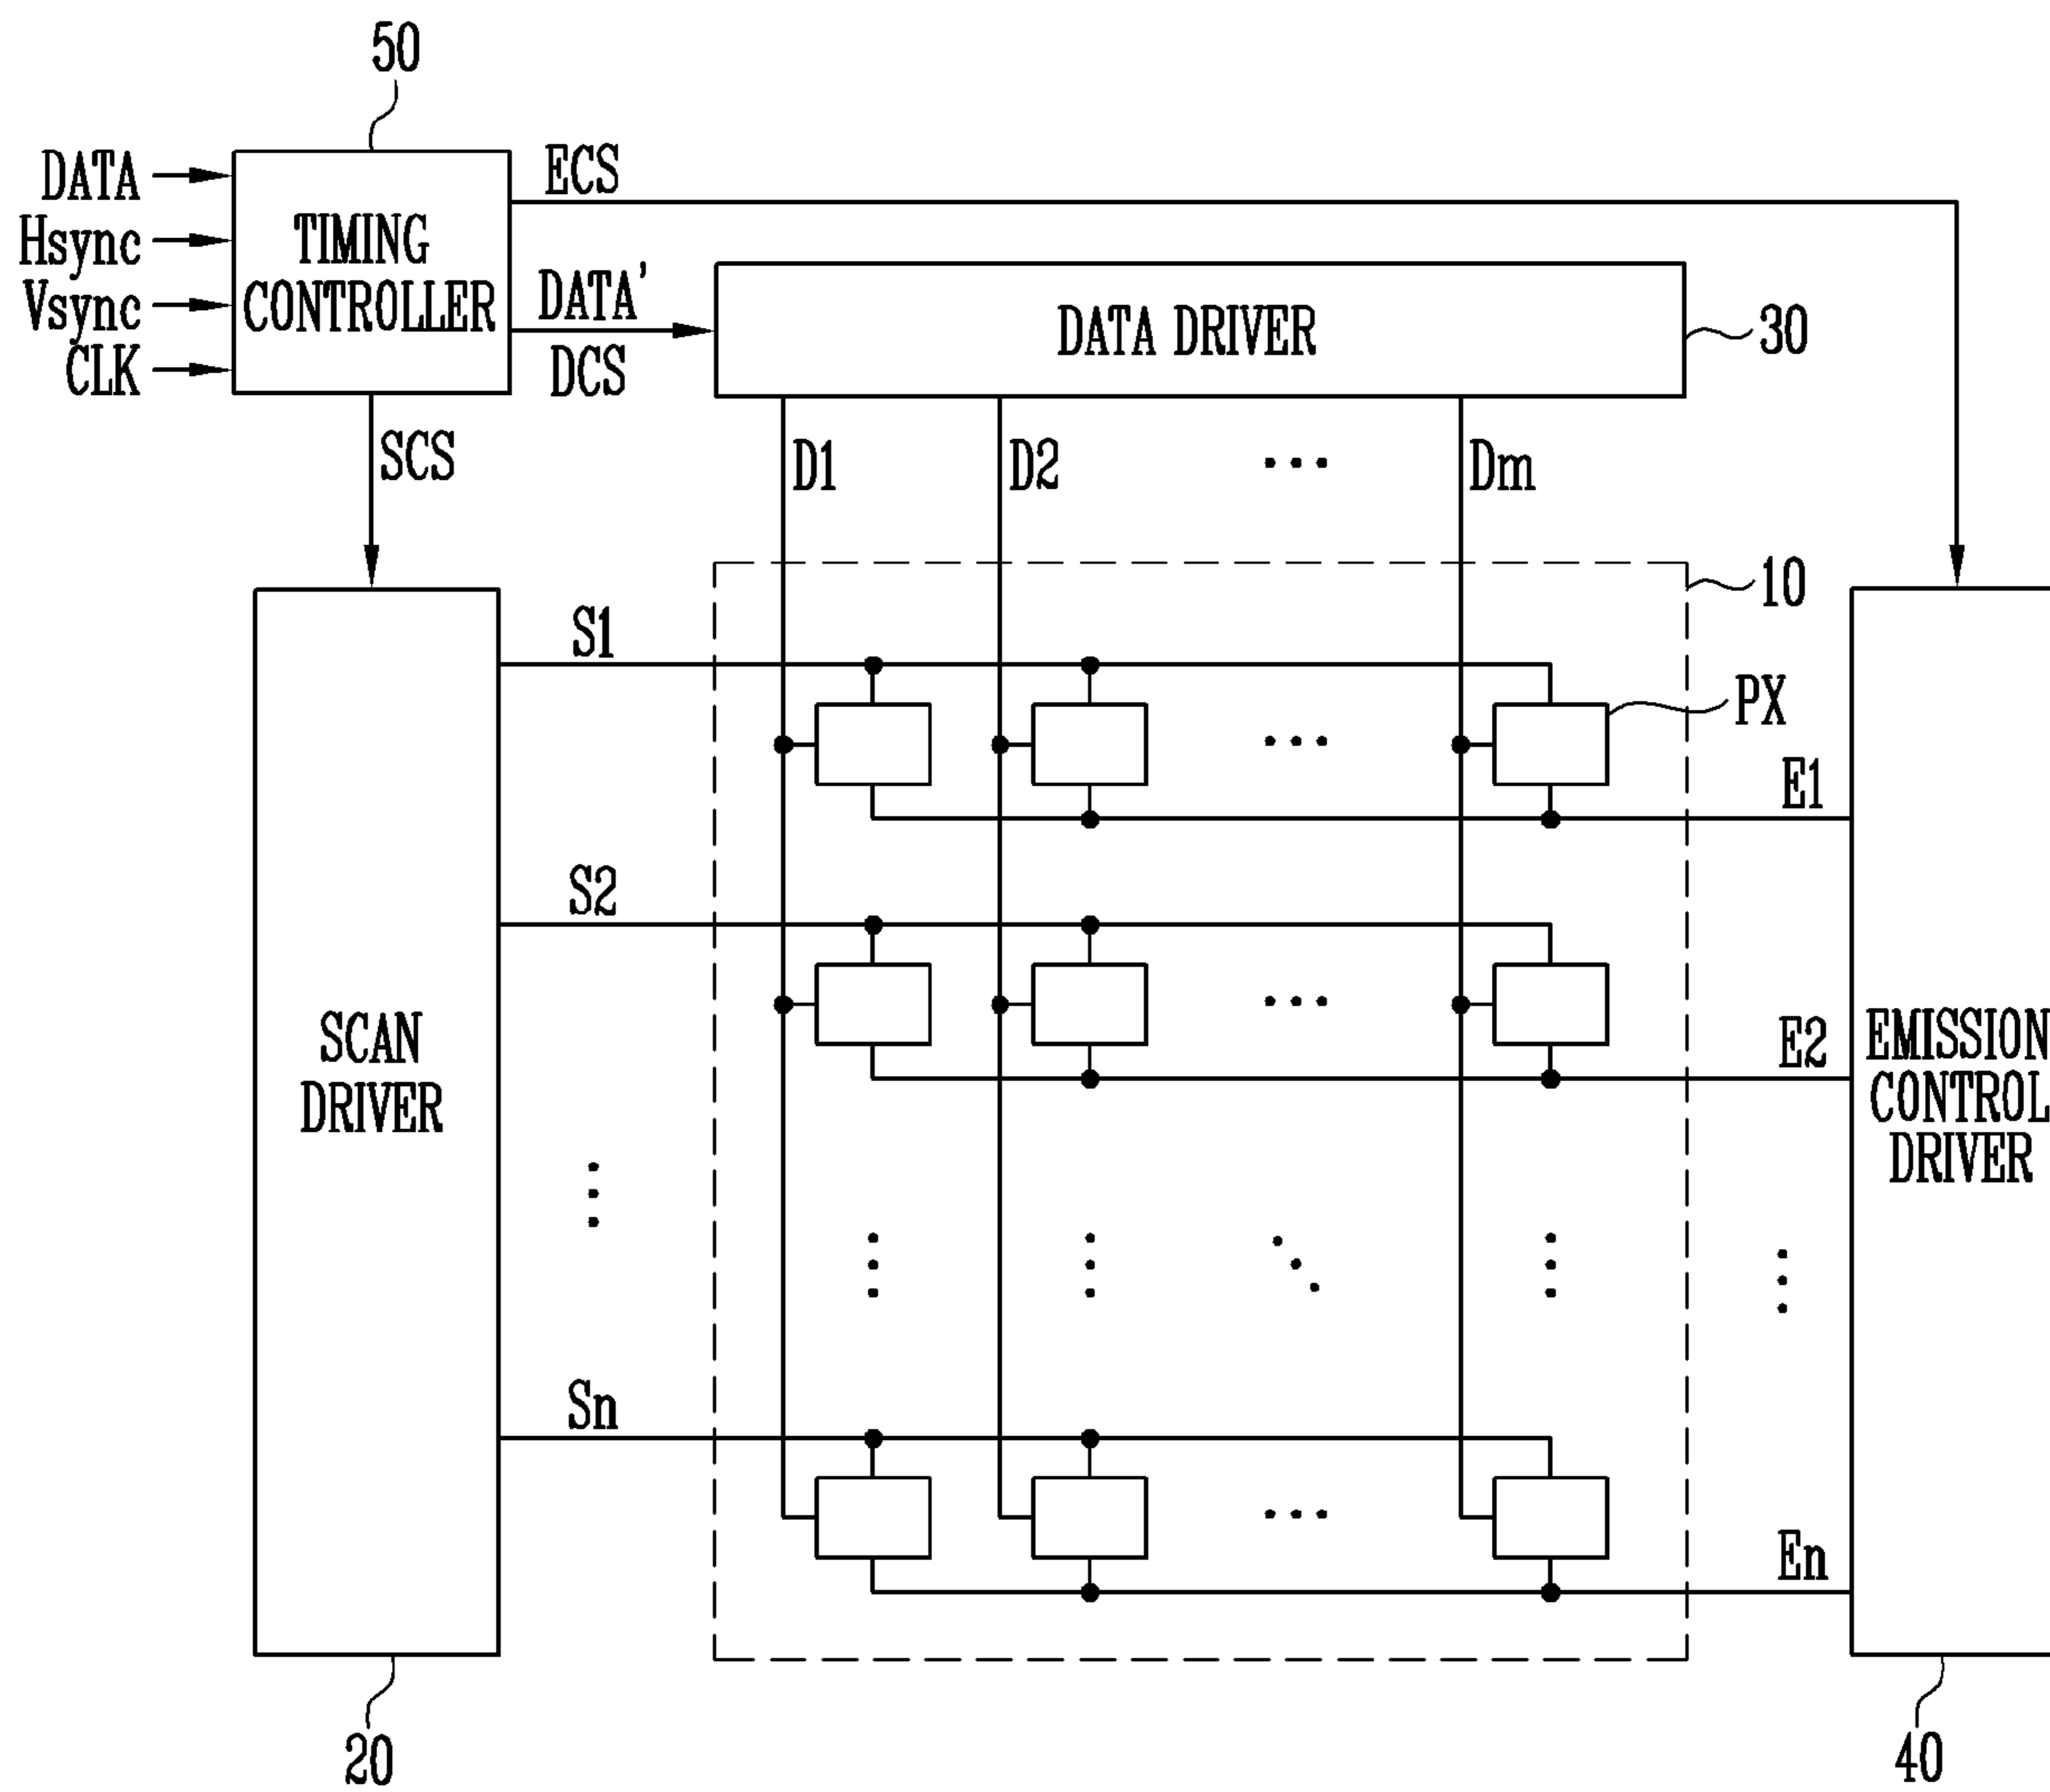 50
DATA
Hsync
Vsync
CLK
TIMING
CONTROLLER
ECS
DATA'
DCS
DATA DRIVER
30
SCS
D1
D2
Dm
10
S1
PX
E1
S2
SCAN
DRIVER
E2
EMISSION
CONTROL
DRIVER
Sn
En
20
40